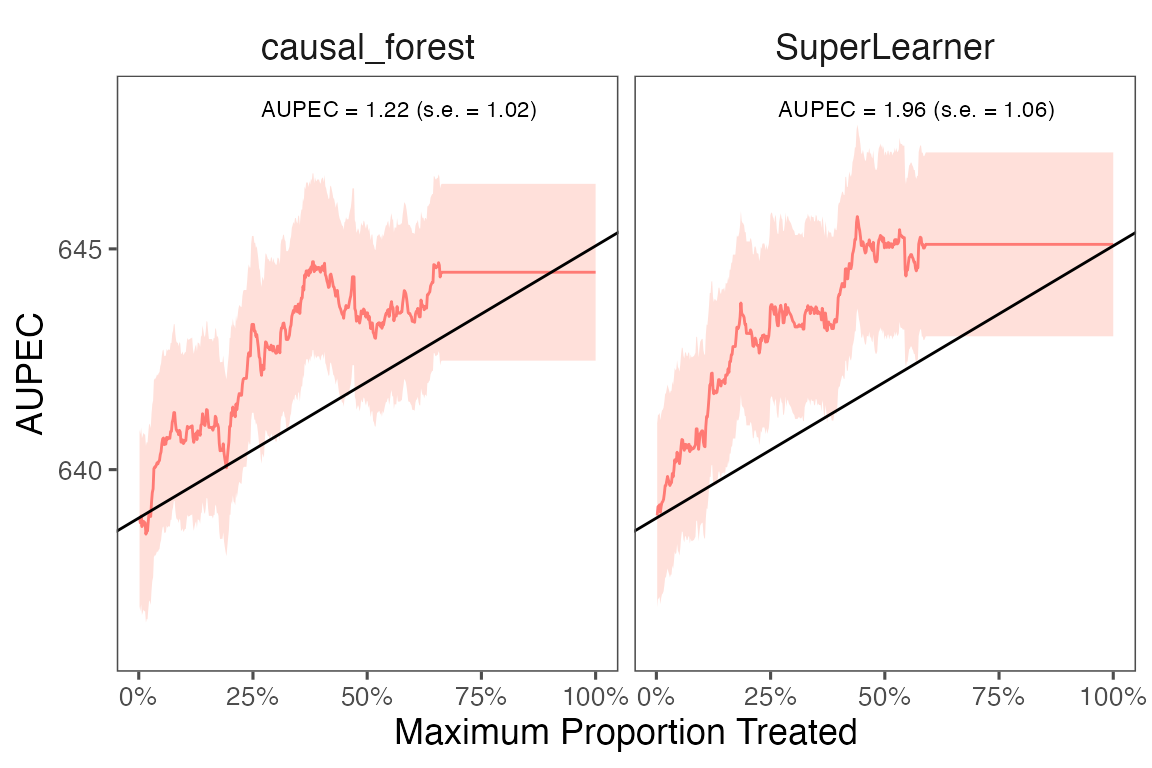 causal_forest
SuperLearner
AUPEC = 1.22 (s.e. = 1.02)
AUPEC = 1.96 (s.e. = 1.06)
AUPEC
645
640
0%
25%
50%
75%
100%
0%
25%
50%
75%
100%
Maximum Proportion Treated